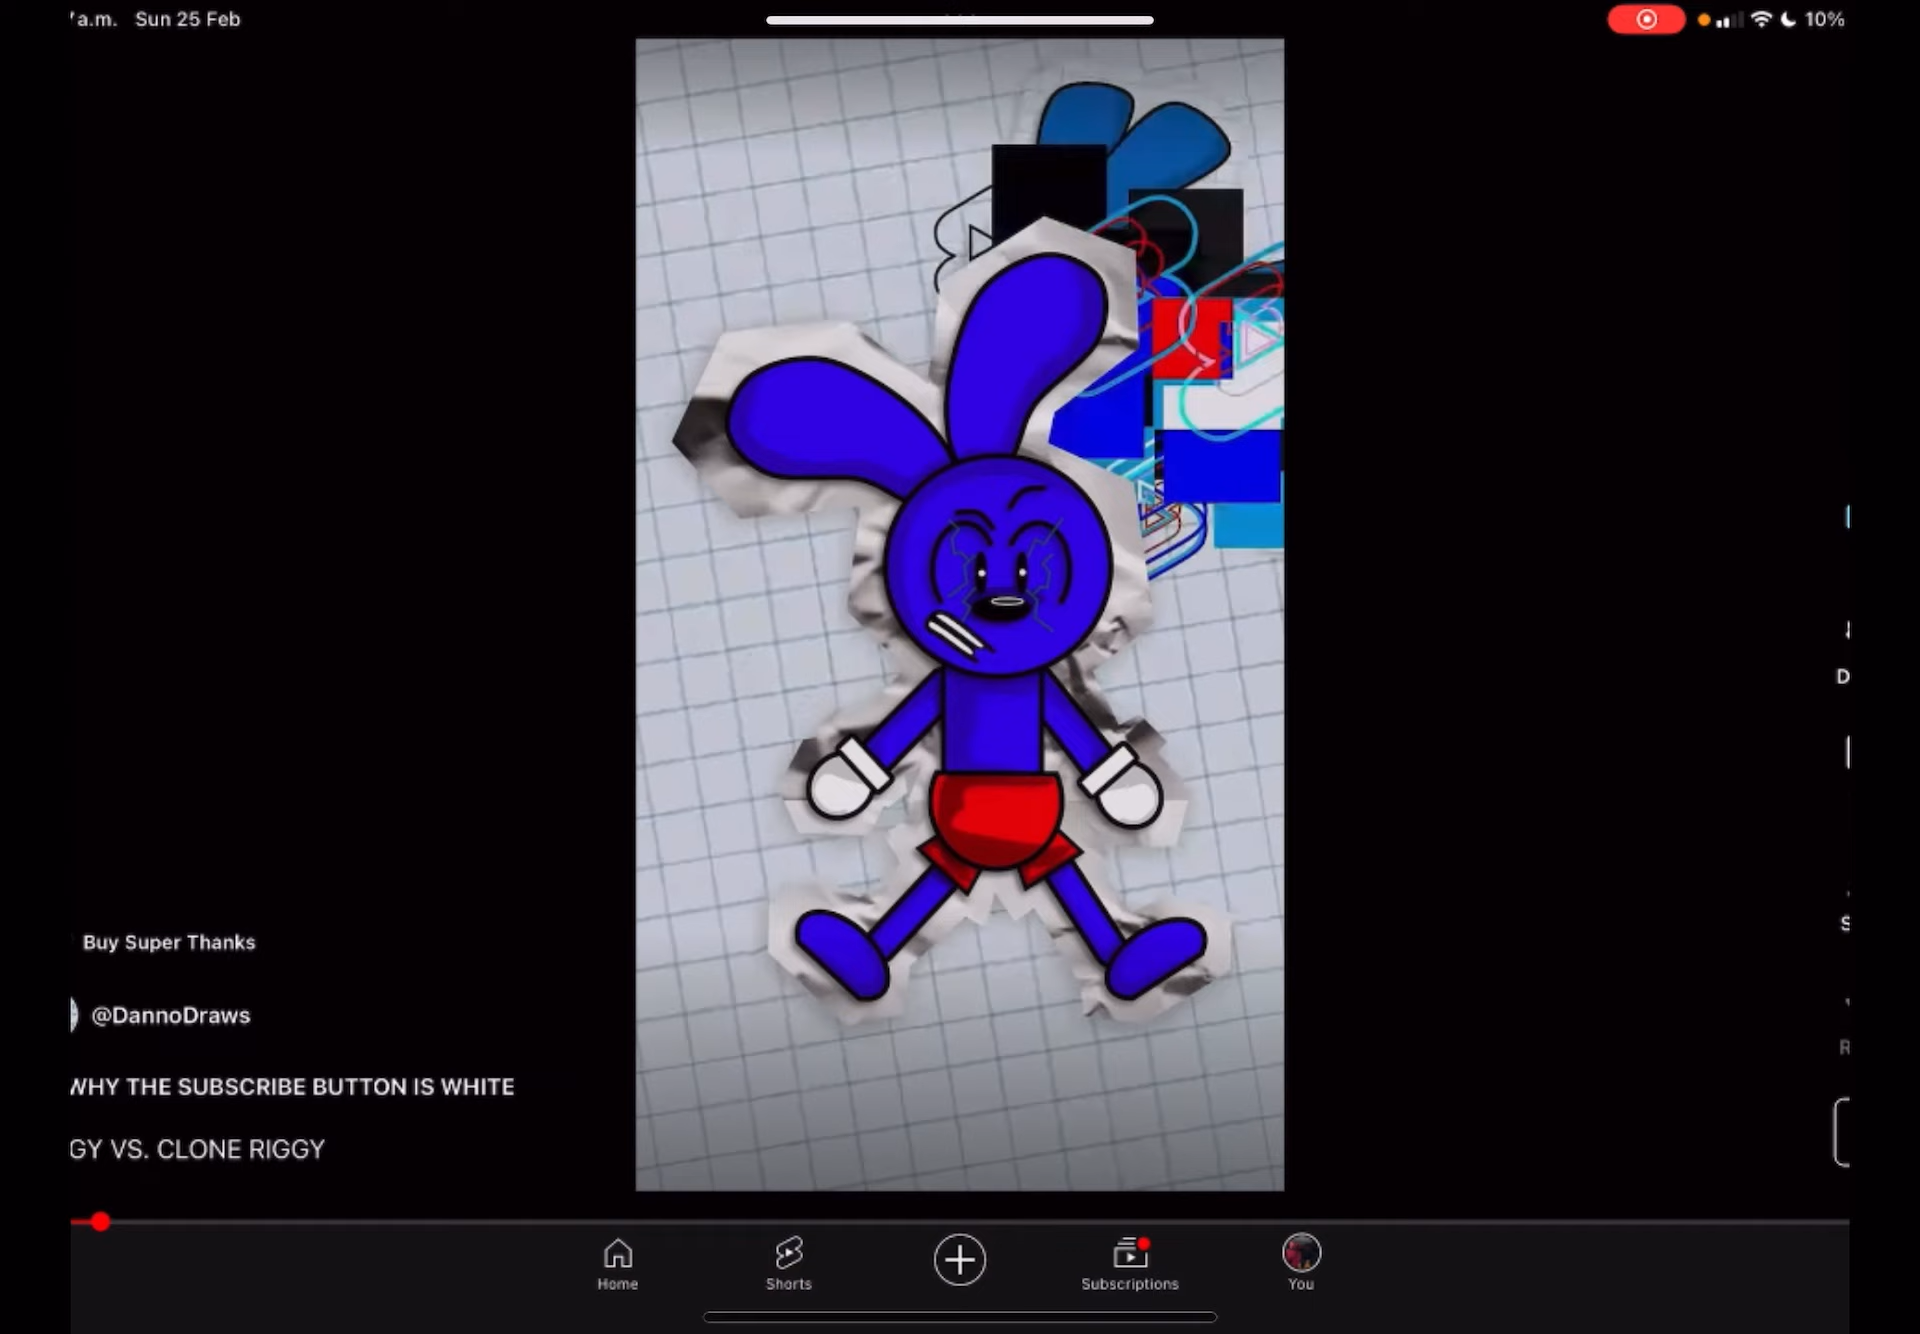 a.m. Sun 25 Feb
10%
D
S
R
Buy Super Thanks
@DannoDraws
WHY THE SUBSCRIBE BUTTON IS WHITE
GY VS. CLONE RIGGY
Home
Shorts
Subscriptions
You